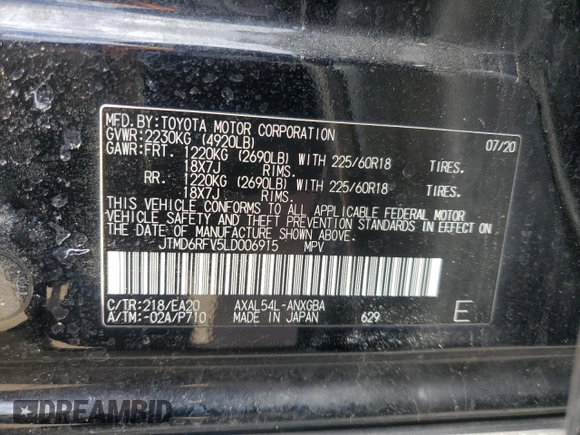 MFD.BY:TOYOTA MOTOR CORPORATION 07/20
GVWR:2230KG (4920LB)
GAWR:FRT. 1220KG (2690LB) WITH 225/60R18 TIRES.
18X7J RIMS.
RR. 1220KG (2690LB) WITH 225/60R18 TIRES.
18X7J RIMS.
THIS VEHICLE CONFORMS TO ALL APPLICABLE FEDERAL MOTOR
VEHICLE SAFETY AND THEFT PREVENTION STANDARDS IN EFFECT ON
THE DATE OF MANUFACTURE SHOWN ABOVE.
JTMD6RFV5LD006915 MPV
C/TR:218/EA20 AXAL54L-ANXGBA E
A/TM:-02A/P710 MADE IN JAPAN 629
DREAMBID